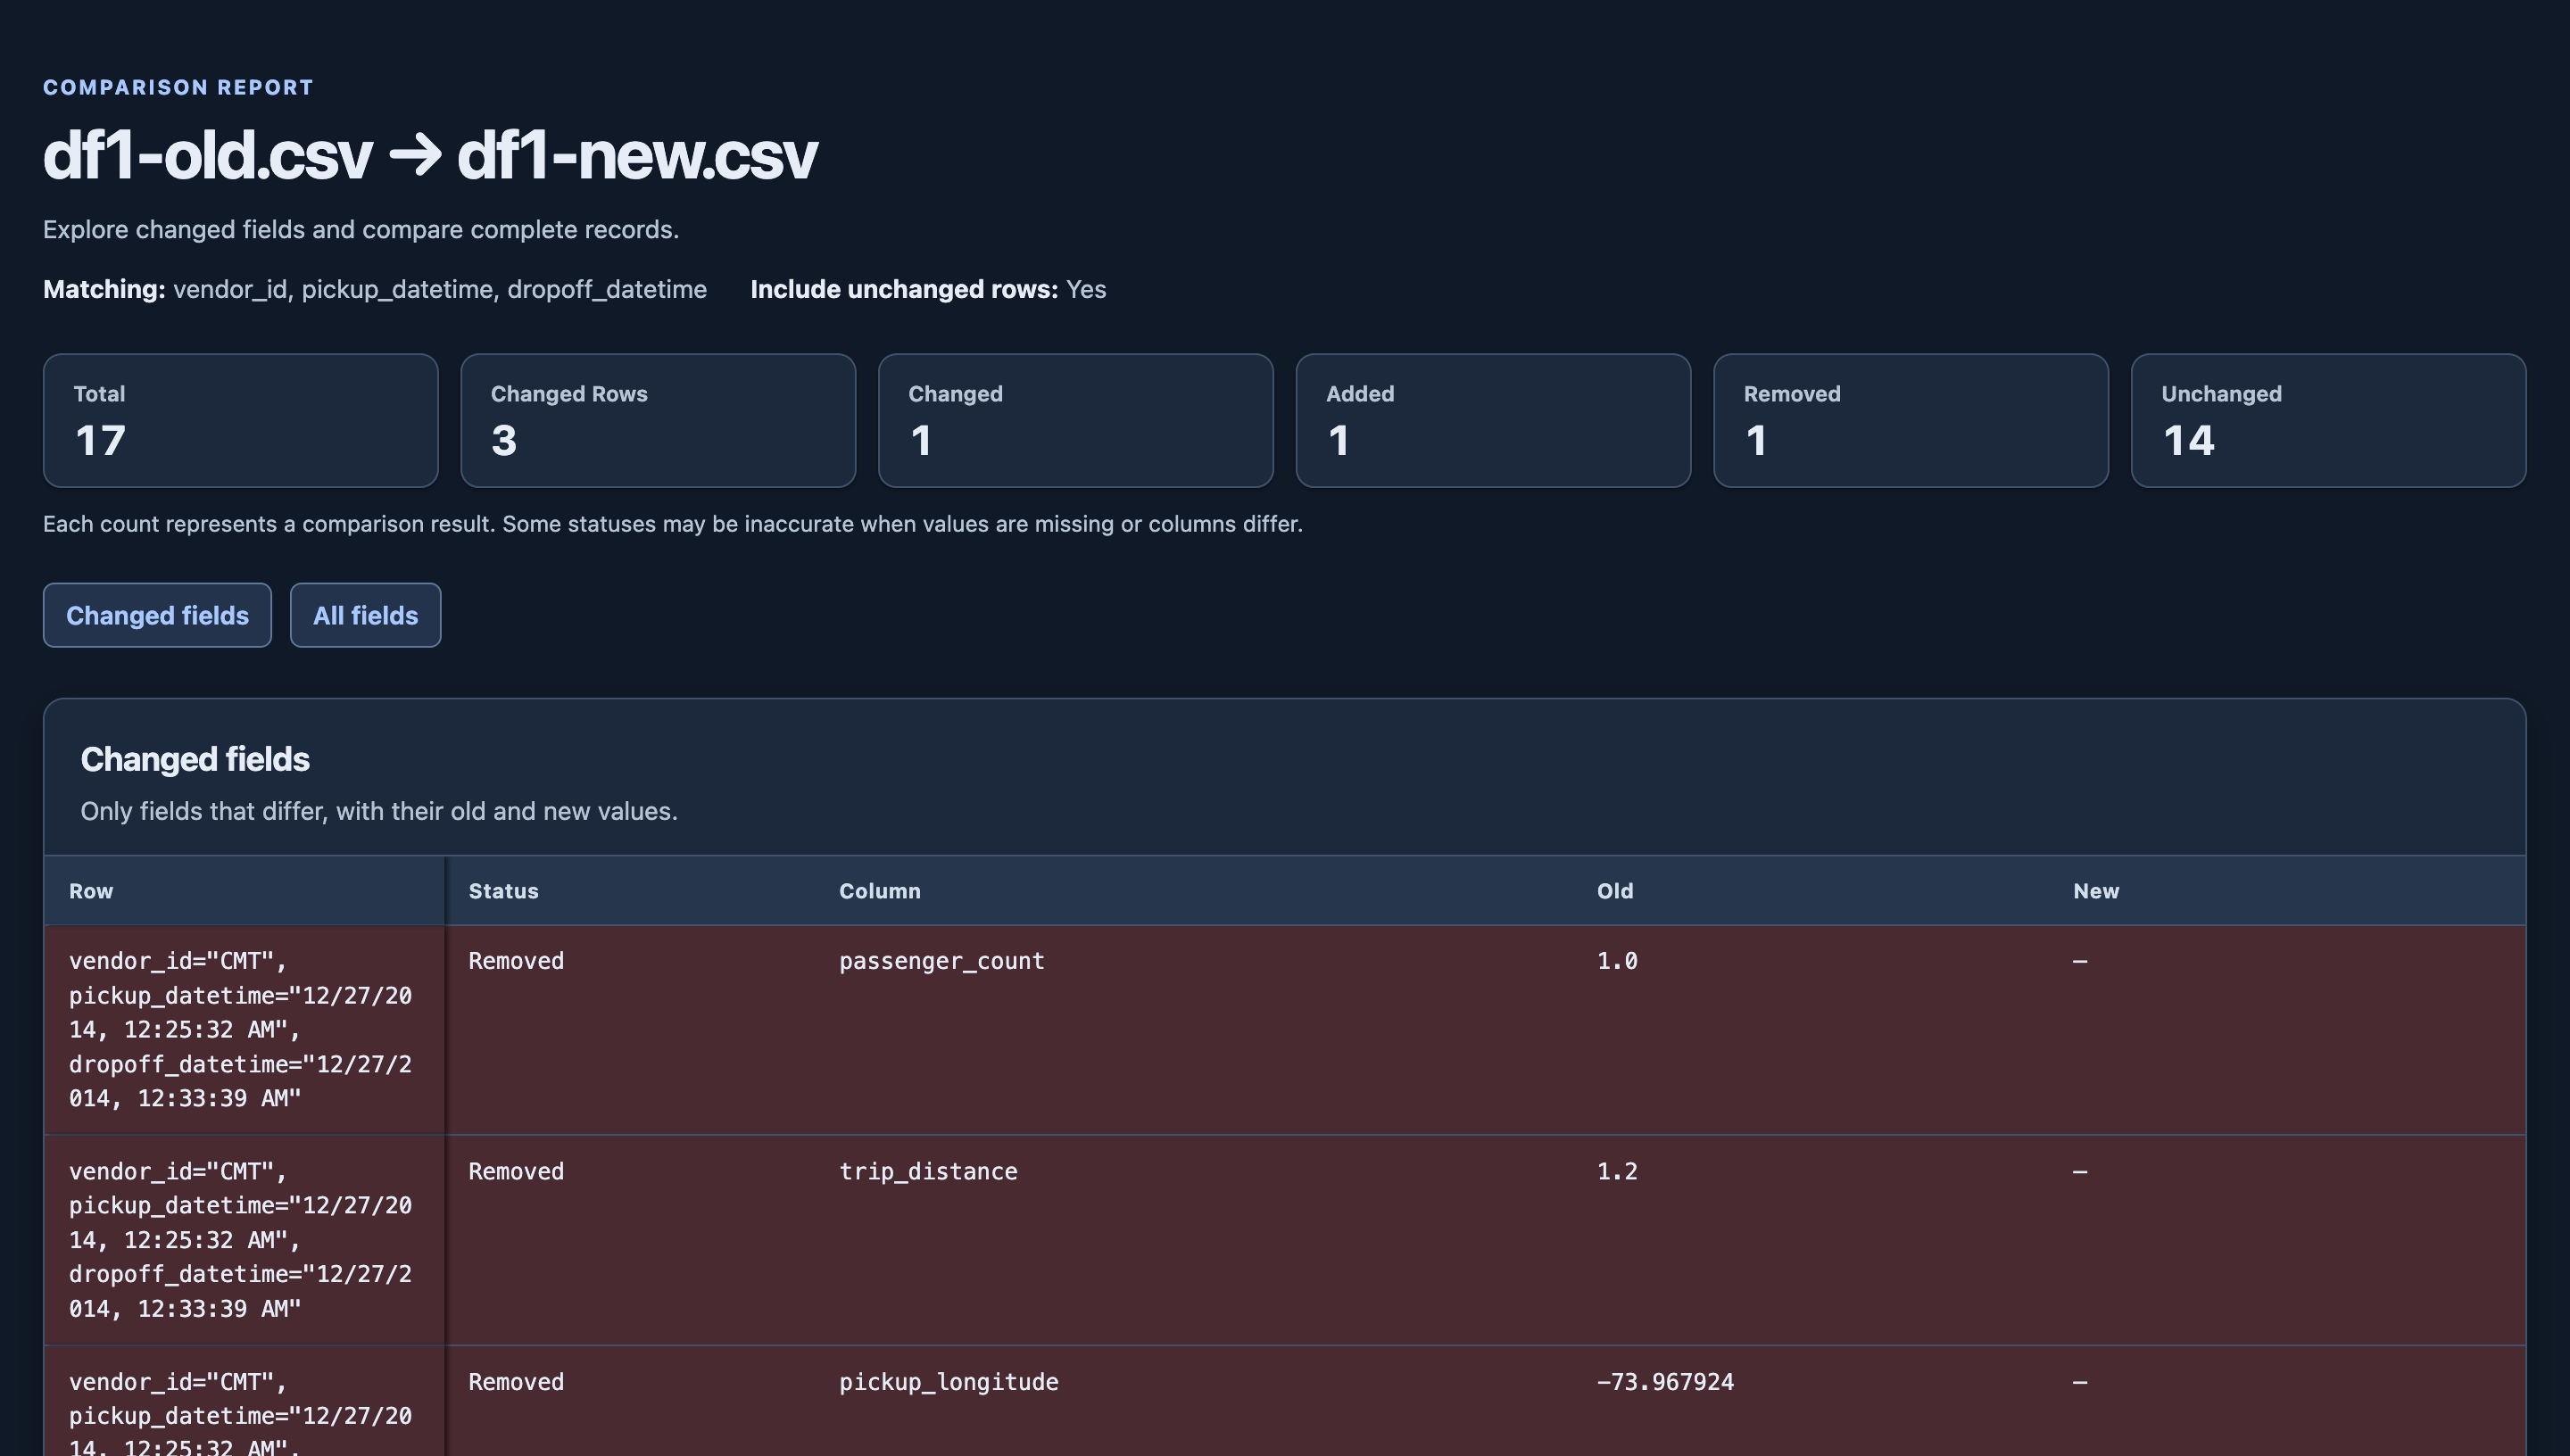 COMPARISON REPORT
df1-old.csv → df1-new.csv
Explore changed fields and compare complete records.
Matching: vendor_id, pickup_datetime, dropoff_datetime Include unchanged rows: Yes
Total
17
Changed Rows
3
Changed
1
Added
1
Removed
1
Unchanged
14
Each count represents a comparison result. Some statuses may be inaccurate when values are missing or columns differ.
Changed fields All fields
Changed fields
Only fields that differ, with their old and new values.
Row Status Column Old New
vendor_id="CMT", Removed passenger_count 1.0 —
pickup_datetime="12/27/20
14, 12:25:32 AM",
dropoff_datetime="12/27/2
014, 12:33:39 AM"
vendor_id="CMT", Removed trip_distance 1.2 —
pickup_datetime="12/27/20
14, 12:25:32 AM",
dropoff_datetime="12/27/2
014, 12:33:39 AM"
vendor_id="CMT", Removed pickup_longitude -73.967924 —
pickup_datetime="12/27/20
14, 12:25:32 AM",